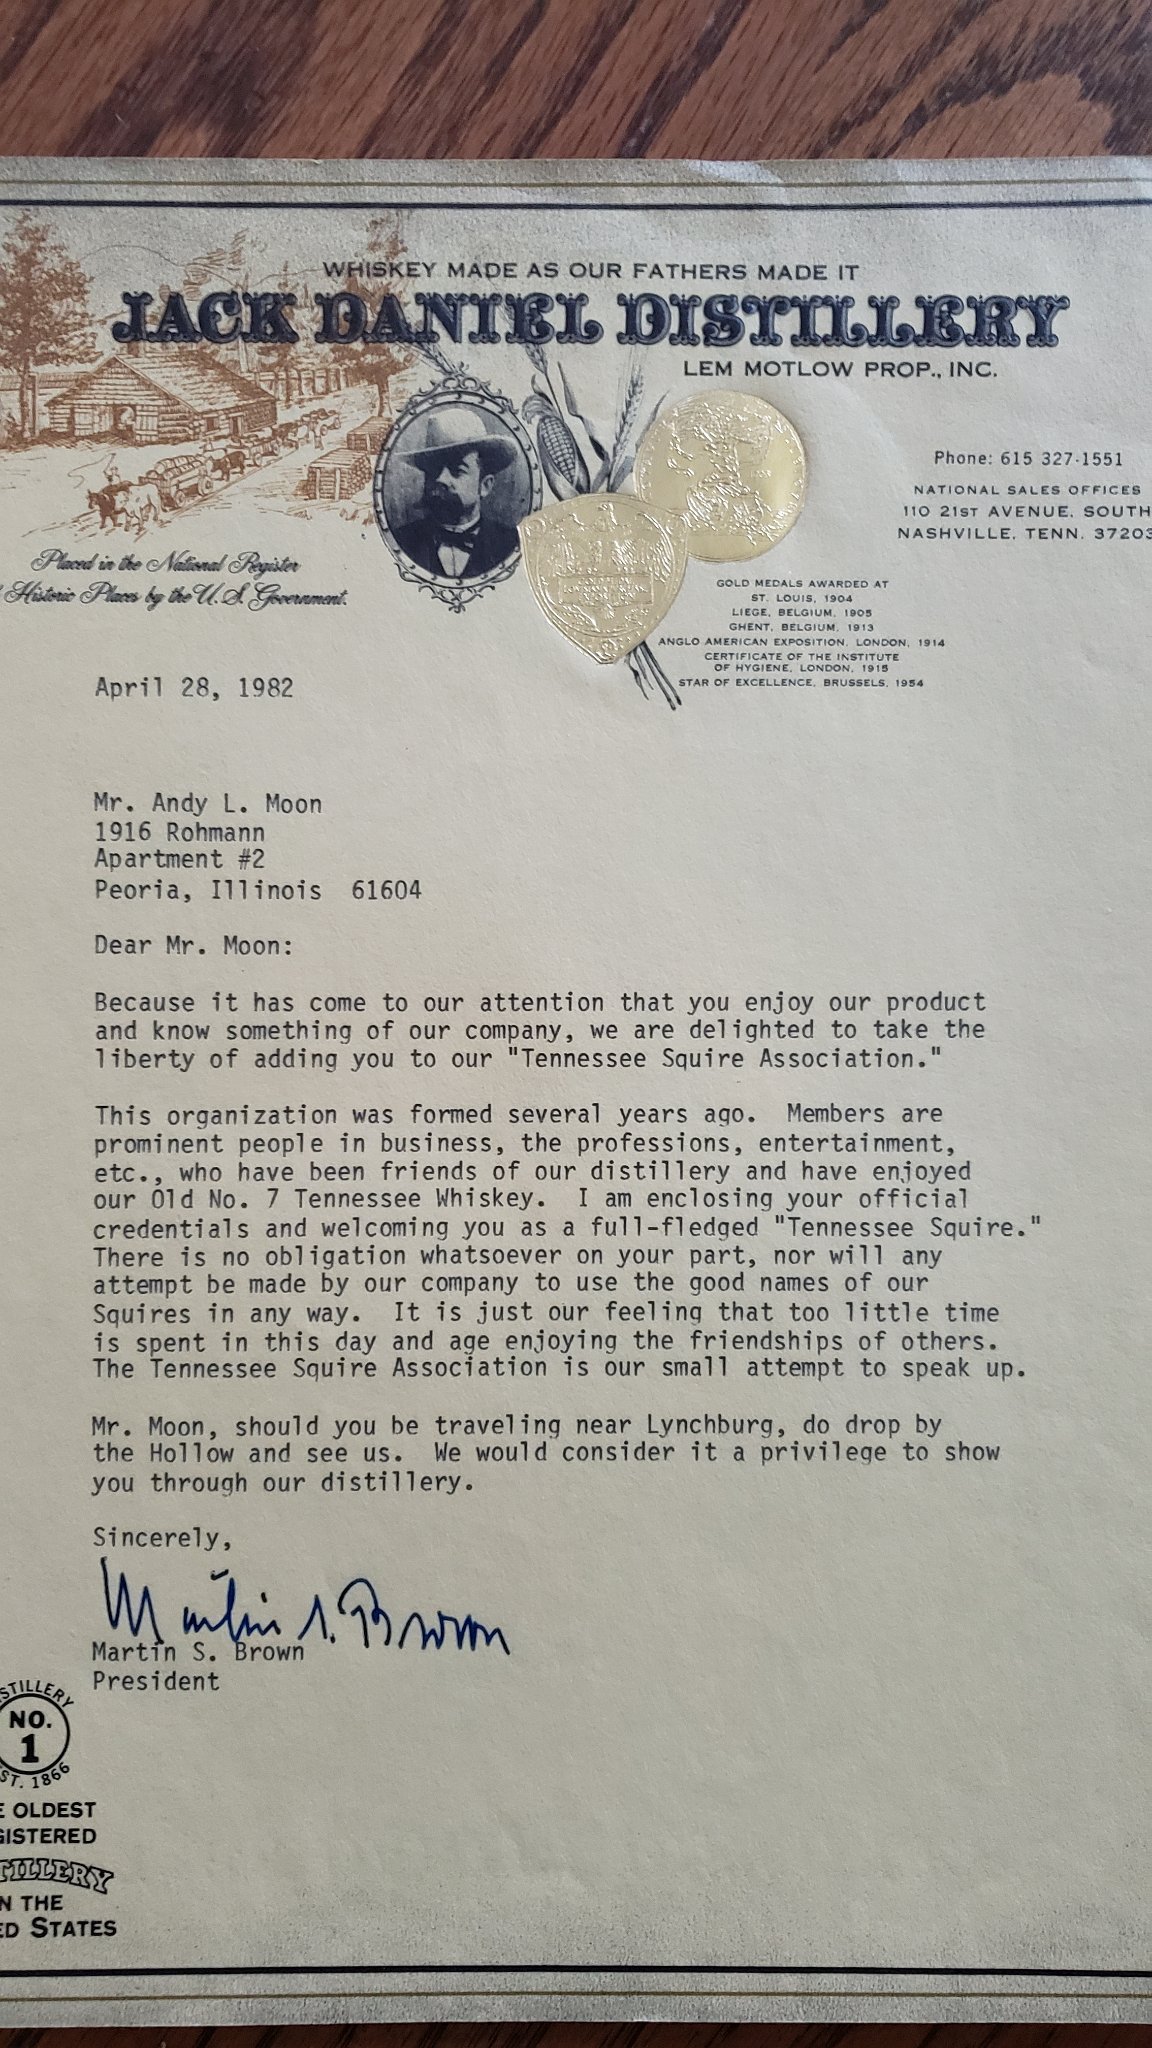 WHISKEY MADE AS OUR FATHERS MADE IT
JACK DANIEL DISTILLERY
LEM MOTLOW PROP., INC.
Phone: 615 327-1551
NATIONAL SALES OFFICES
110 21ST AVENUE, SOUTH
NASHVILLE, TENN. 37203
Placed in the National Register
Historic Places by the U.S. Government.
GOLD MEDALS AWARDED AT
ST. LOUIS, 1904
LIEGE, BELGIUM, 1905
GHENT, BELGIUM, 1913
ANGLO AMERICAN EXPOSITION, LONDON, 1914
CERTIFICATE OF THE INSTITUTE
OF HYGIENE, LONDON, 1915
STAR OF EXCELLENCE, BRUSSELS, 1954
April 28, 1982
Mr. Andy L. Moon
1916 Rohmann
Apartment #2
Peoria, Illinois 61604
Dear Mr. Moon:
Because it has come to our attention that you enjoy our product
and know something of our company, we are delighted to take the
liberty of adding you to our "Tennessee Squire Association."
This organization was formed several years ago. Members are
prominent people in business, the professions, entertainment,
etc., who have been friends of our distillery and have enjoyed
our Old No. 7 Tennessee Whiskey. I am enclosing your official
credentials and welcoming you as a full-fledged "Tennessee Squire."
There is no obligation whatsoever on your part, nor will any
attempt be made by our company to use the good names of our
Squires in any way. It is just our feeling that too little time
is spent in this day and age enjoying the friendships of others.
The Tennessee Squire Association is our small attempt to speak up.
Mr. Moon, should you be traveling near Lynchburg, do drop by
the Hollow and see us. We would consider it a privilege to show
you through our distillery.
Sincerely,
Martin S. Brown
Martin S. Brown
President
STILLERY
NO.
1
ST. 1866
E OLDEST
GISTERED
TILLERY
N THE
ED STATES